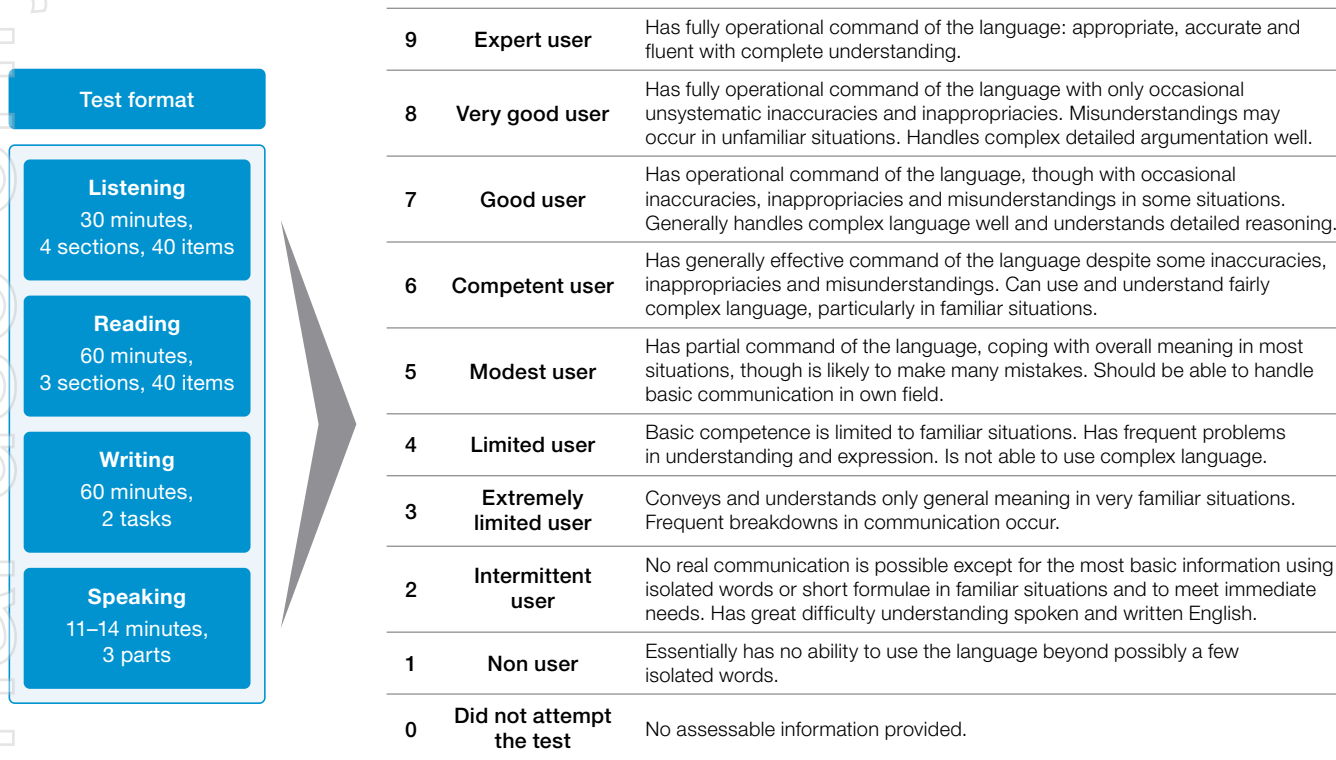 Test format
Listening
30 minutes,
4 sections, 40 items
Reading
60 minutes,
3 sections, 40 items
Writing
60 minutes,
2 tasks
Speaking
11–14 minutes,
3 parts
9 Expert user Has fully operational command of the language: appropriate, accurate and
fluent with complete understanding.
8 Very good user Has fully operational command of the language with only occasional
unsystematic inaccuracies and inappropriacies. Misunderstandings may
occur in unfamiliar situations. Handles complex detailed argumentation well.
7 Good user Has operational command of the language, though with occasional
inaccuracies, inappropriacies and misunderstandings in some situations.
Generally handles complex language well and understands detailed reasoning.
6 Competent user Has generally effective command of the language despite some inaccuracies,
inappropriacies and misunderstandings. Can use and understand fairly
complex language, particularly in familiar situations.
5 Modest user Has partial command of the language, coping with overall meaning in most
situations, though is likely to make many mistakes. Should be able to handle
basic communication in own field.
4 Limited user Basic competence is limited to familiar situations. Has frequent problems
in understanding and expression. Is not able to use complex language.
3 Extremely
limited user Conveys and understands only general meaning in very familiar situations.
Frequent breakdowns in communication occur.
2 Intermittent
user No real communication is possible except for the most basic information using
isolated words or short formulae in familiar situations and to meet immediate
needs. Has great difficulty understanding spoken and written English.
1 Non user Essentially has no ability to use the language beyond possibly a few
isolated words.
0 Did not attempt
the test No assessable information provided.